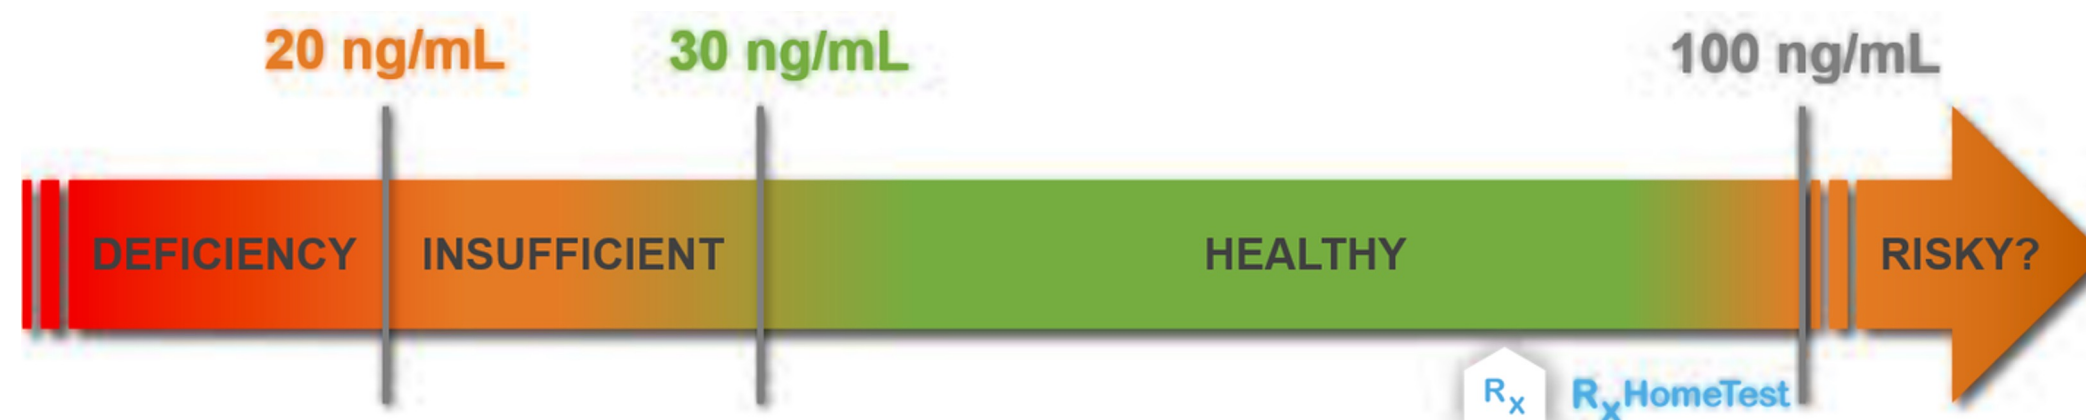 20 ng/mL 30 ng/mL 100 ng/mL
DEFICIENCY INSUFFICIENT HEALTHY RISKY?
Rx RxHomeTest